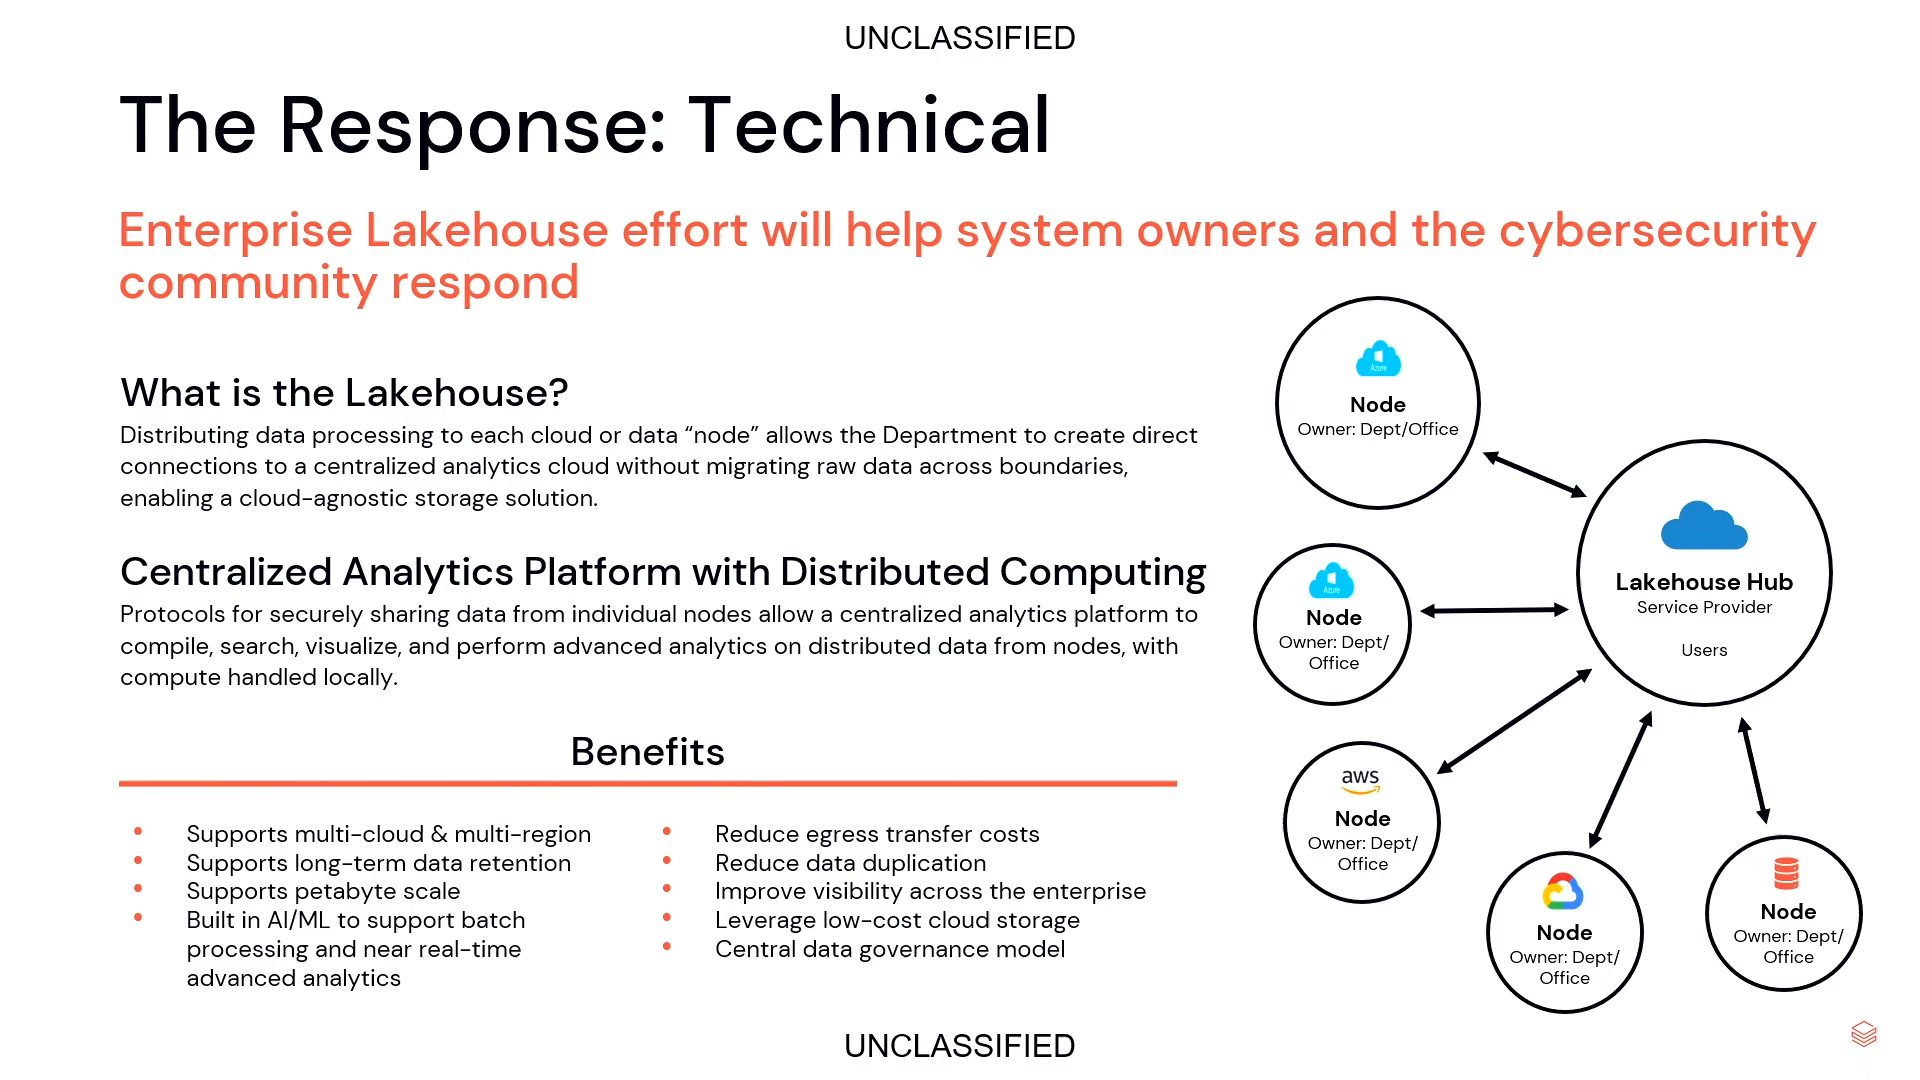 UNCLASSIFIED
The Response: Technical
Enterprise Lakehouse effort will help system owners and the cybersecurity
community respond
What is the Lakehouse?
Distributing data processing to each cloud or data “node” allows the Department to create direct
connections to a centralized analytics cloud without migrating raw data across boundaries,
enabling a cloud-agnostic storage solution.
Centralized Analytics Platform with Distributed Computing
Protocols for securely sharing data from individual nodes allow a centralized analytics platform to
compile, search, visualize, and perform advanced analytics on distributed data from nodes, with
compute handled locally.
Benefits
• Supports multi-cloud & multi-region
• Supports long-term data retention
• Supports petabyte scale
• Built in AI/ML to support batch
processing and near real-time
advanced analytics
• Reduce egress transfer costs
• Reduce data duplication
• Improve visibility across the enterprise
• Leverage low-cost cloud storage
• Central data governance model
Azure
Node
Owner: Dept/Office
Lakehouse Hub
Service Provider
Users
Azure
Node
Owner: Dept/
Office
aws
Node
Owner: Dept/
Office
Node
Owner: Dept/
Office
Node
Owner: Dept/
Office
UNCLASSIFIED